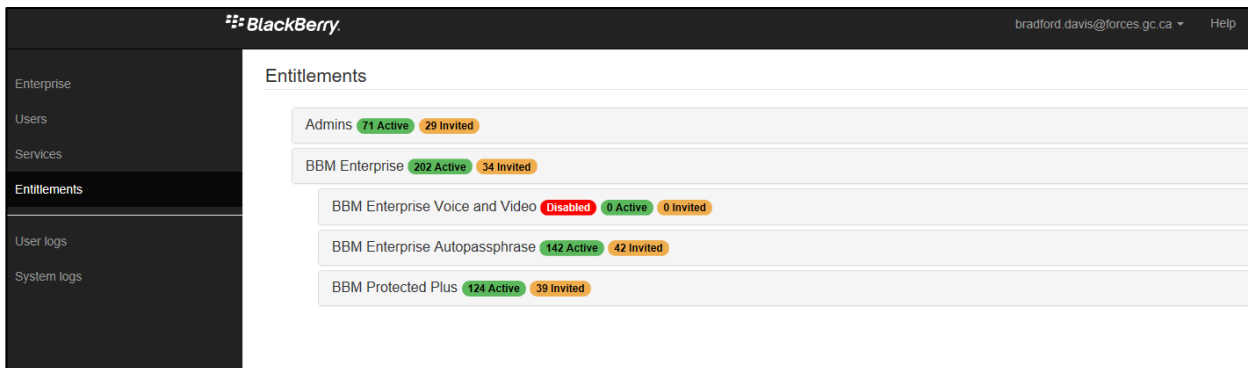 BlackBerry.
bradford.davis@forces.gc.ca
Help
Enterprise
Users
Services
Entitlements
User logs
System logs
Entitlements
Admins 71 Active 29 Invited
BBM Enterprise 202 Active 34 Invited
BBM Enterprise Voice and Video Disabled 0 Active 0 Invited
BBM Enterprise Autopassphrase 142 Active 42 Invited
BBM Protected Plus 124 Active 39 Invited